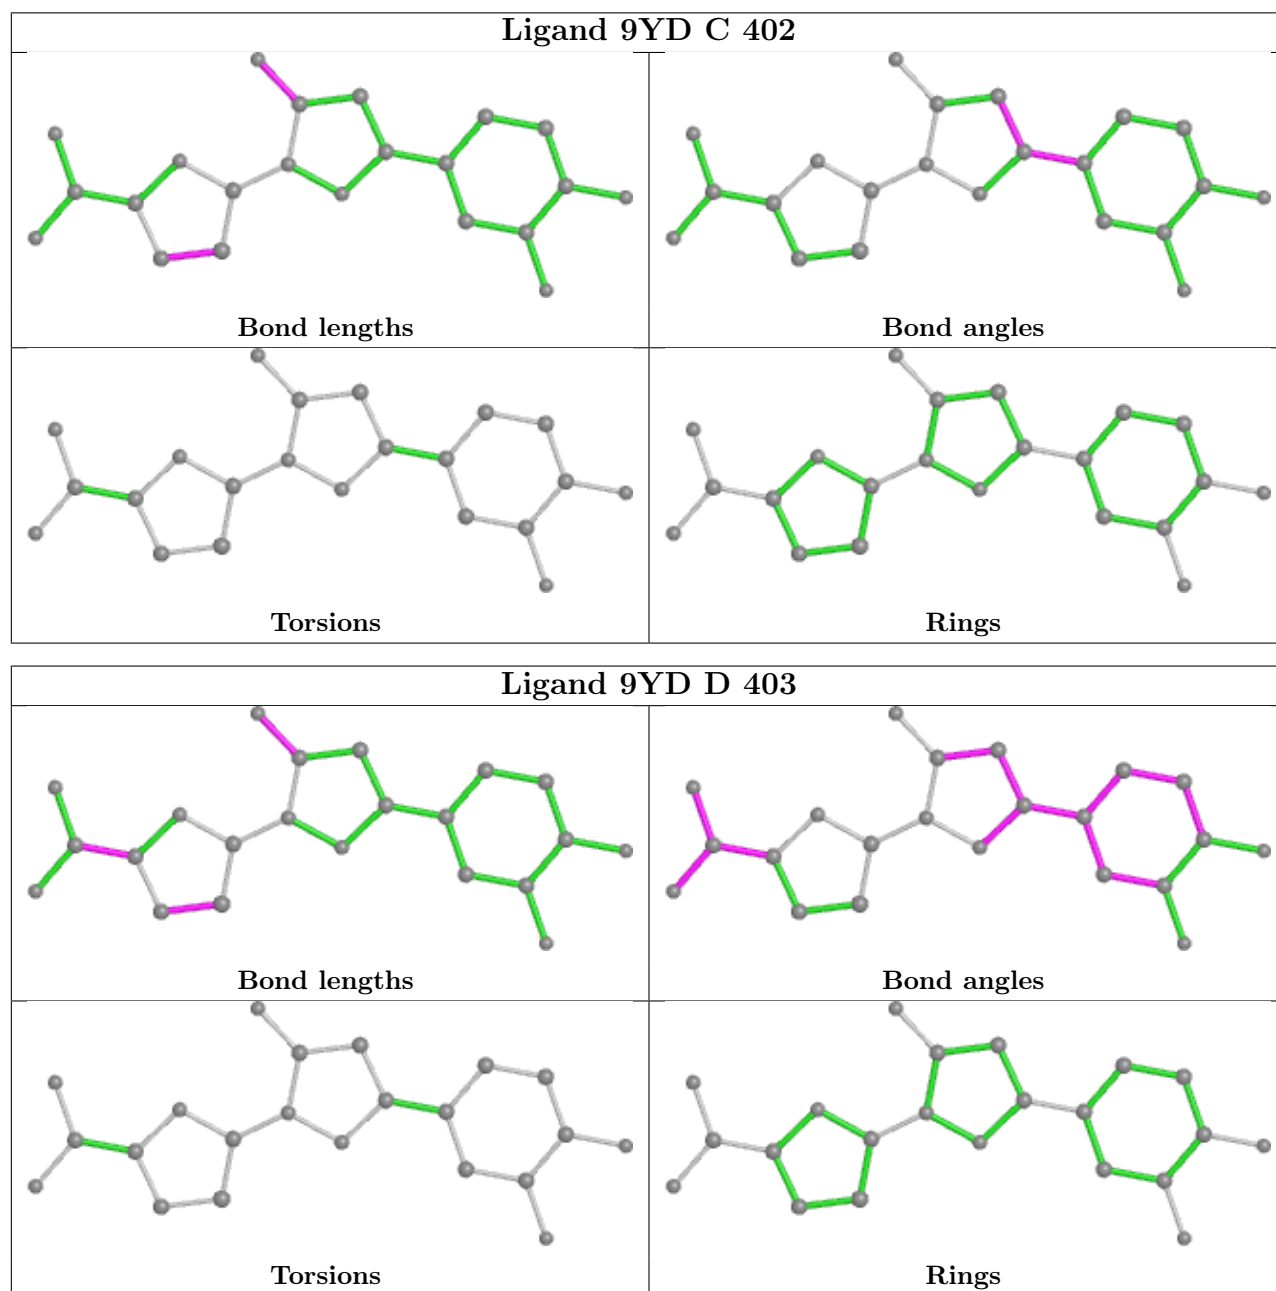 Ligand 9YD C 402
Bond lengths
Bond angles
Torsions
Rings
Ligand 9YD D 403
Bond lengths
Bond angles
Torsions
Rings